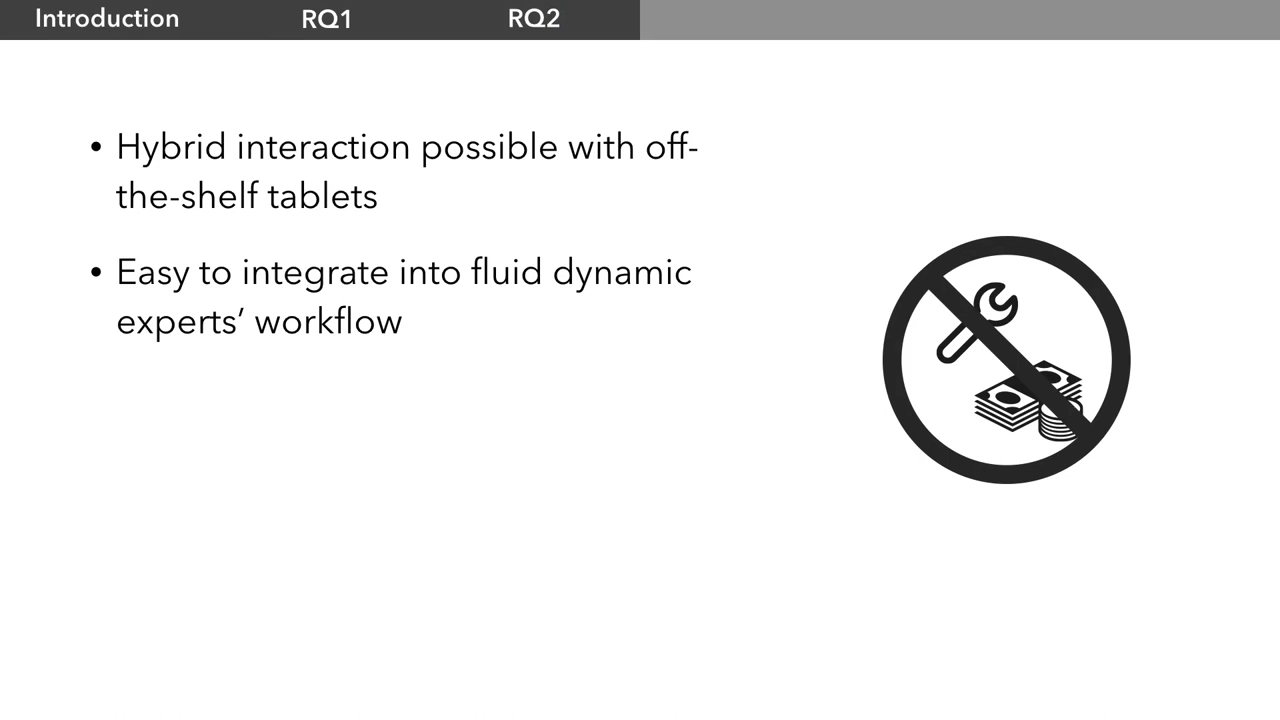 Introduction RQ1 RQ2
• Hybrid interaction possible with off-
the-shelf tablets
• Easy to integrate into fluid dynamic
experts’ workflow